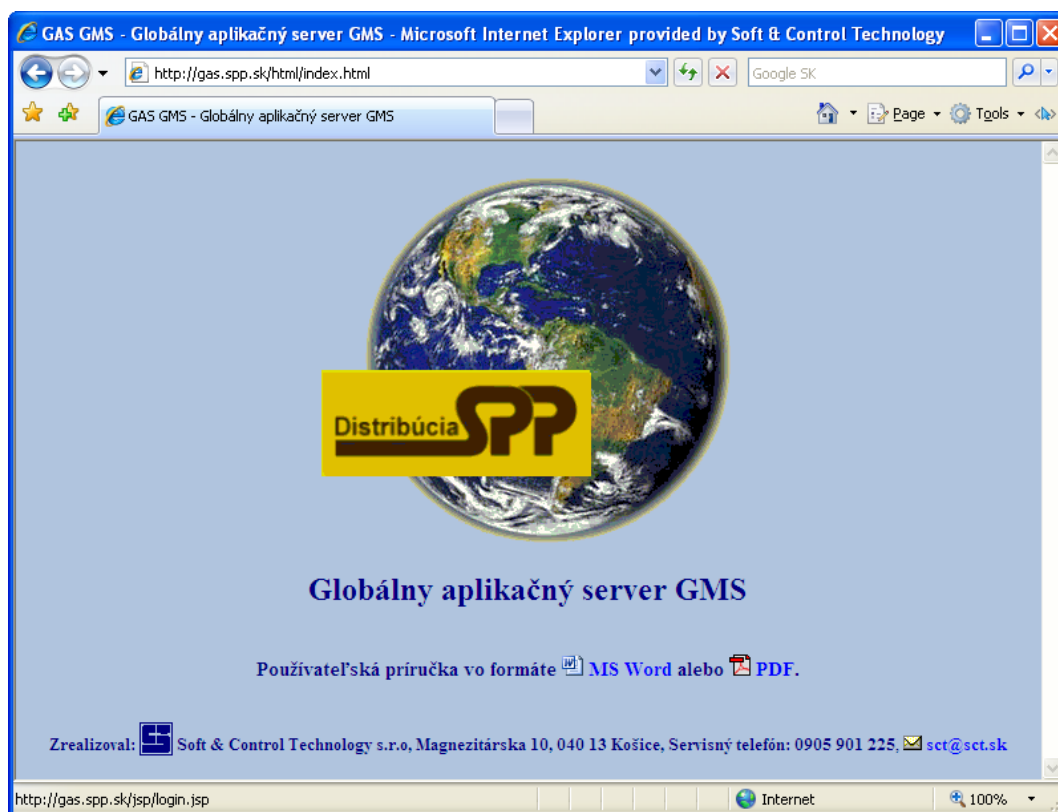 GAS GMS - Globálny aplikačný server GMS - Microsoft Internet Explorer provided by Soft & Control Technology
http://gas.spp.sk/html/index.html
Google SK
GAS GMS - Globálny aplikačný server GMS
Page
Tools
Distribúcia SPP
Globálny aplikačný server GMS
Používateľská príručka vo formáte MS Word alebo PDF.
Zrealizoval: Soft & Control Technology s.r.o, Magnezitárska 10, 040 13 Košice, Servisný telefón: 0905 901 225, sct@sct.sk
http://gas.spp.sk/jsp/login.jsp
Internet
100%